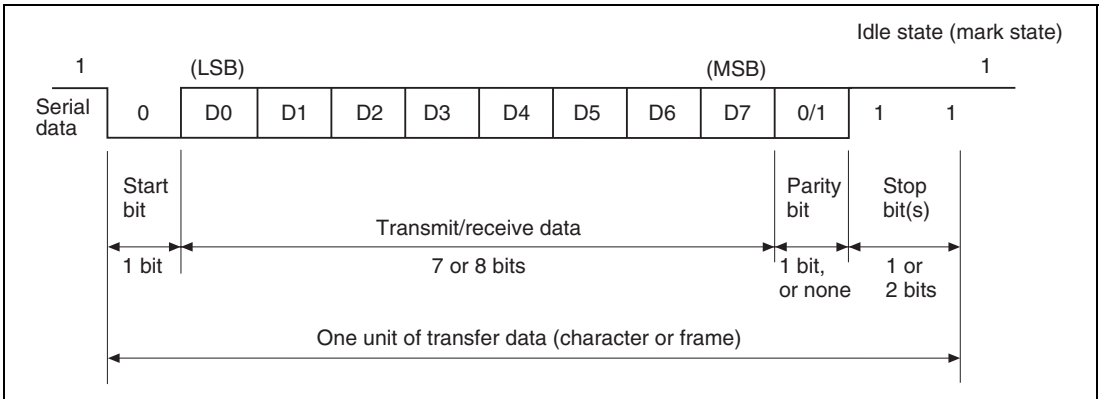 Idle state (mark state)
1 (LSB) (MSB) 1
Serial
data
0 D0 D1 D2 D3 D4 D5 D6 D7 0/1 1 1
Start
bit
Transmit/receive data
Parity
bit
Stop
bit(s)
1 bit
7 or 8 bits
1 bit,
or none
1 or
2 bits
One unit of transfer data (character or frame)